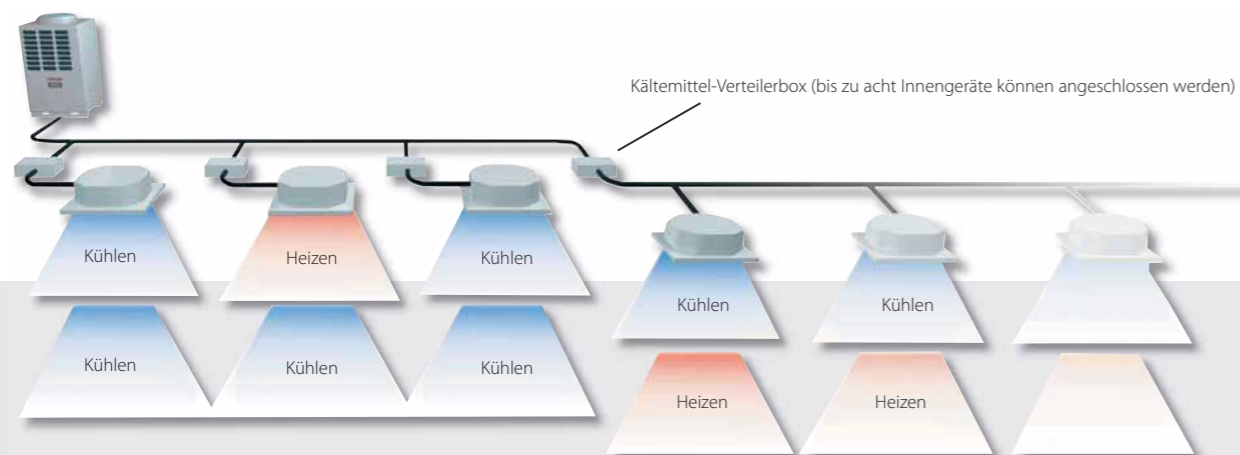 Kältemittel-Verteilerbox (bis zu acht Innengeräte können angeschlossen werden)
Kühlen
Heizen
Kühlen
Kühlen
Kühlen
Kühlen
Kühlen
Kühlen
Heizen
Heizen